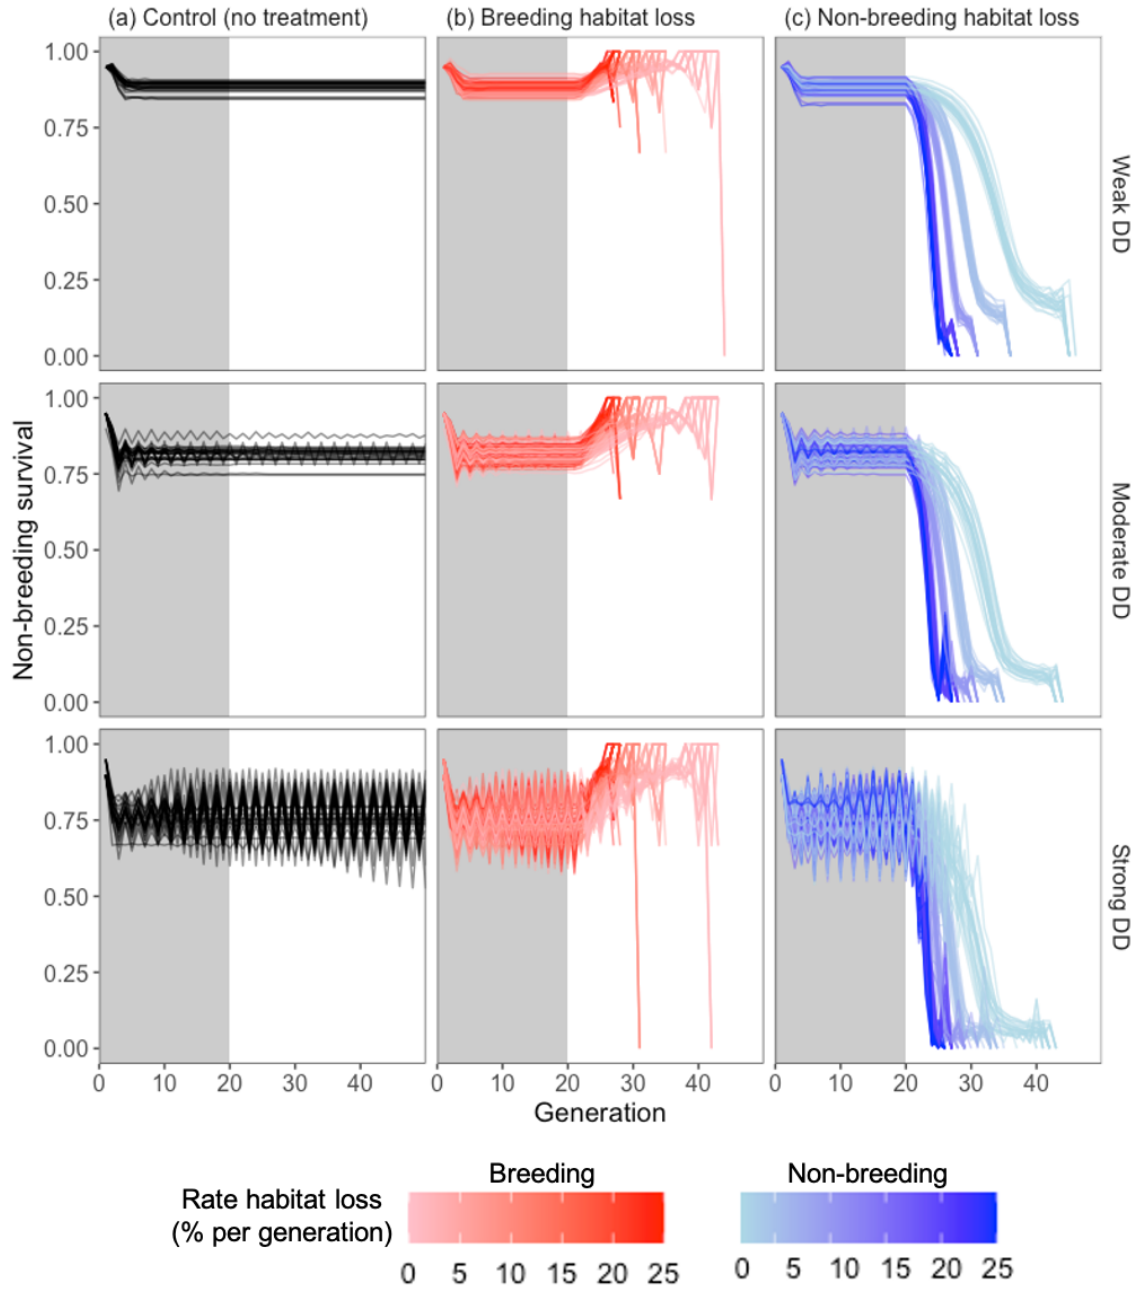 (a) Control (no treatment)
(b) Breeding habitat loss
(c) Non-breeding habitat loss
1.00
0.75
0.50
0.25
0.00
Weak DD
1.00
0.75
0.50
0.25
0.00
Moderate DD
1.00
0.75
0.50
0.25
0.00
Strong DD
Non-breeding survival
0 10 20 30 40
0 10 20 30 40
0 10 20 30 40
Generation
Rate habitat loss
(% per generation)
Breeding
0 5 10 15 20 25
Non-breeding
0 5 10 15 20 25